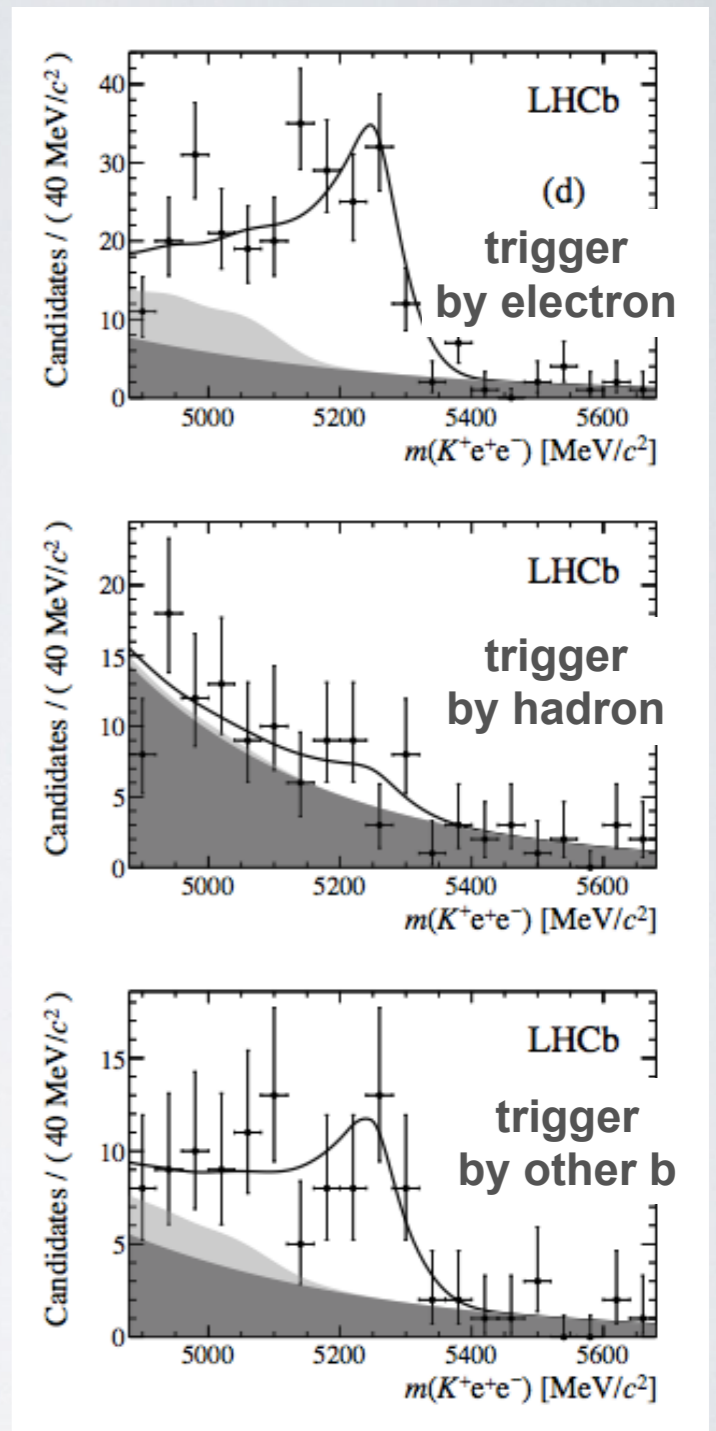 Candidates / ( 40 MeV/c² )
40
30
20
10
0
LHCb
(d)
trigger
by electron
5000 5200 5400 5600
m(K⁺e⁺e⁻) [MeV/c²]
Candidates / ( 40 MeV/c² )
20
15
10
5
0
LHCb
trigger
by hadron
5000 5200 5400 5600
m(K⁺e⁺e⁻) [MeV/c²]
Candidates / ( 40 MeV/c² )
15
10
5
0
LHCb
trigger
by other b
5000 5200 5400 5600
m(K⁺e⁺e⁻) [MeV/c²]